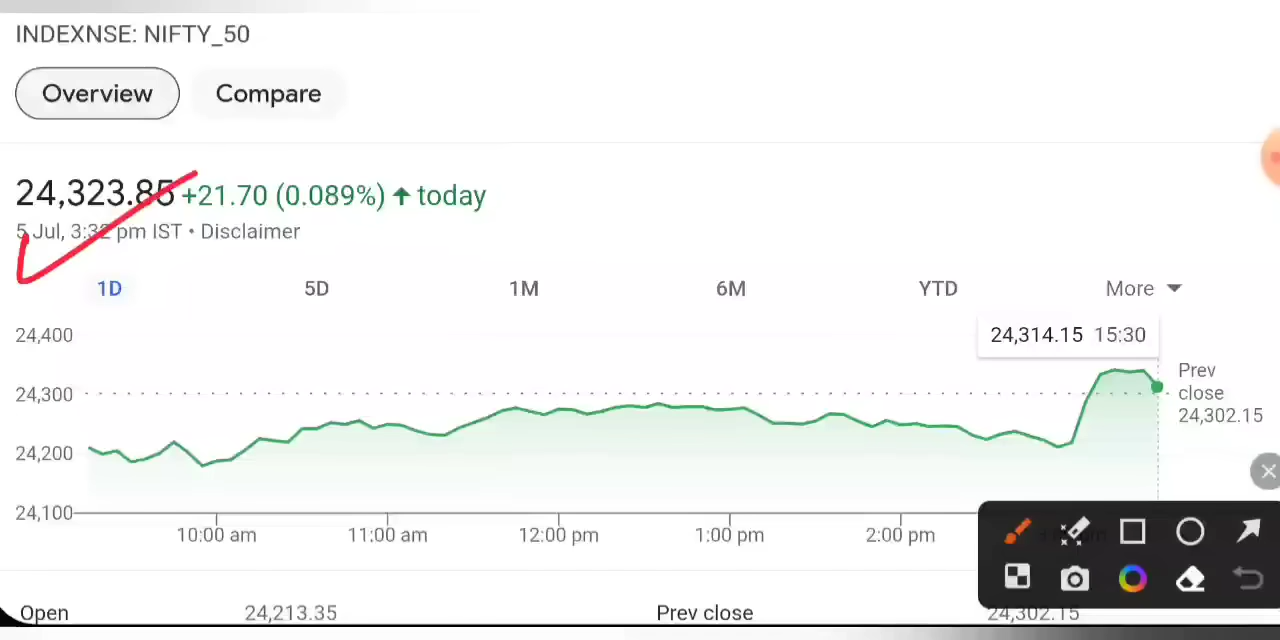 INDEXNSE: NIFTY_50
Overview Compare
24,323.85 +21.70 (0.089%) ↑ today
5 Jul, 3:32 pm IST • Disclaimer
1D 5D 1M 6M YTD More
24,314.15 15:30
24,400
24,300
24,200
24,100
Prev
close
24,302.15
10:00 am 11:00 am 12:00 pm 1:00 pm 2:00 pm
Open 24,213.35 Prev close 24,302.15